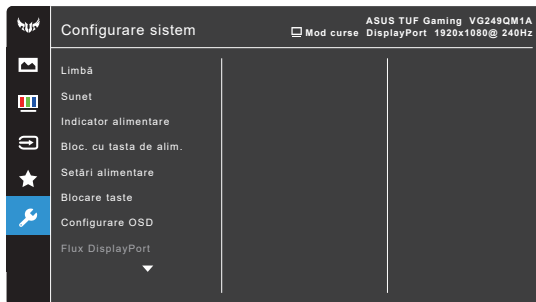 Configurare sistem
ASUS TUF Gaming VG249QM1A
Mod curse DisplayPort 1920x1080@ 240Hz
Limbă
Sunet
Indicator alimentare
Bloc. cu tasta de alim.
Setări alimentare
Blocare taste
Configurare OSD
Flux DisplayPort